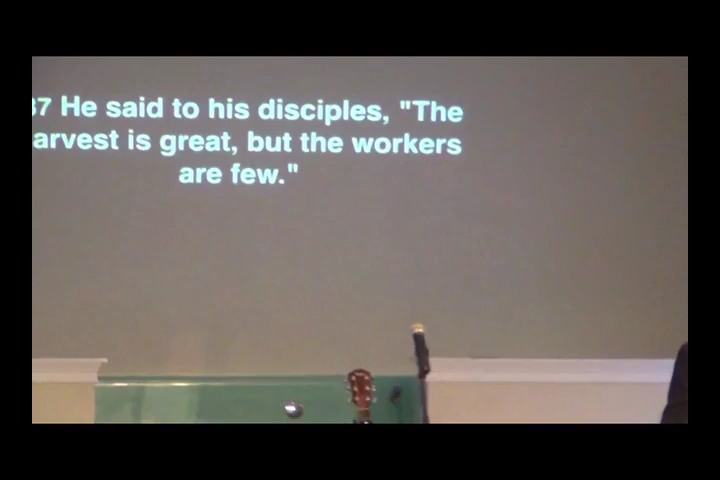 37 He said to his disciples, "The
arvest is great, but the workers
are few."